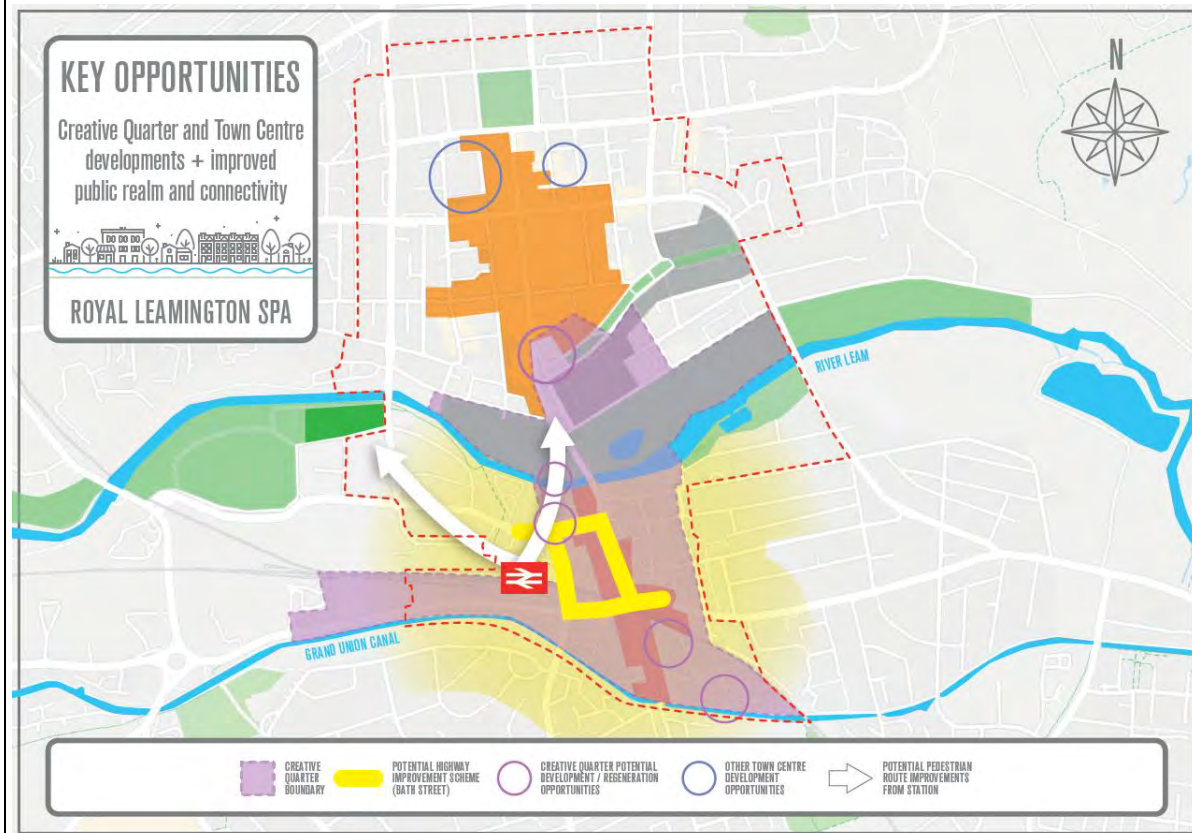 KEY OPPORTUNITIES
Creative Quarter and Town Centre
developments + improved
public realm and connectivity
ROYAL LEAMINGTON SPA
N
RIVER LEAM
GRAND UNION CANAL
CREATIVE
QUARTER
BOUNDARY
POTENTIAL HIGHWAY
IMPROVEMENT SCHEME
(BATH STREET)
CREATIVE QUARTER POTENTIAL
DEVELOPMENT / REGENERATION
OPPORTUNITIES
OTHER TOWN CENTRE
DEVELOPMENT
OPPORTUNITIES
POTENTIAL PEDESTRIAN
ROUTE IMPROVEMENTS
FROM STATION